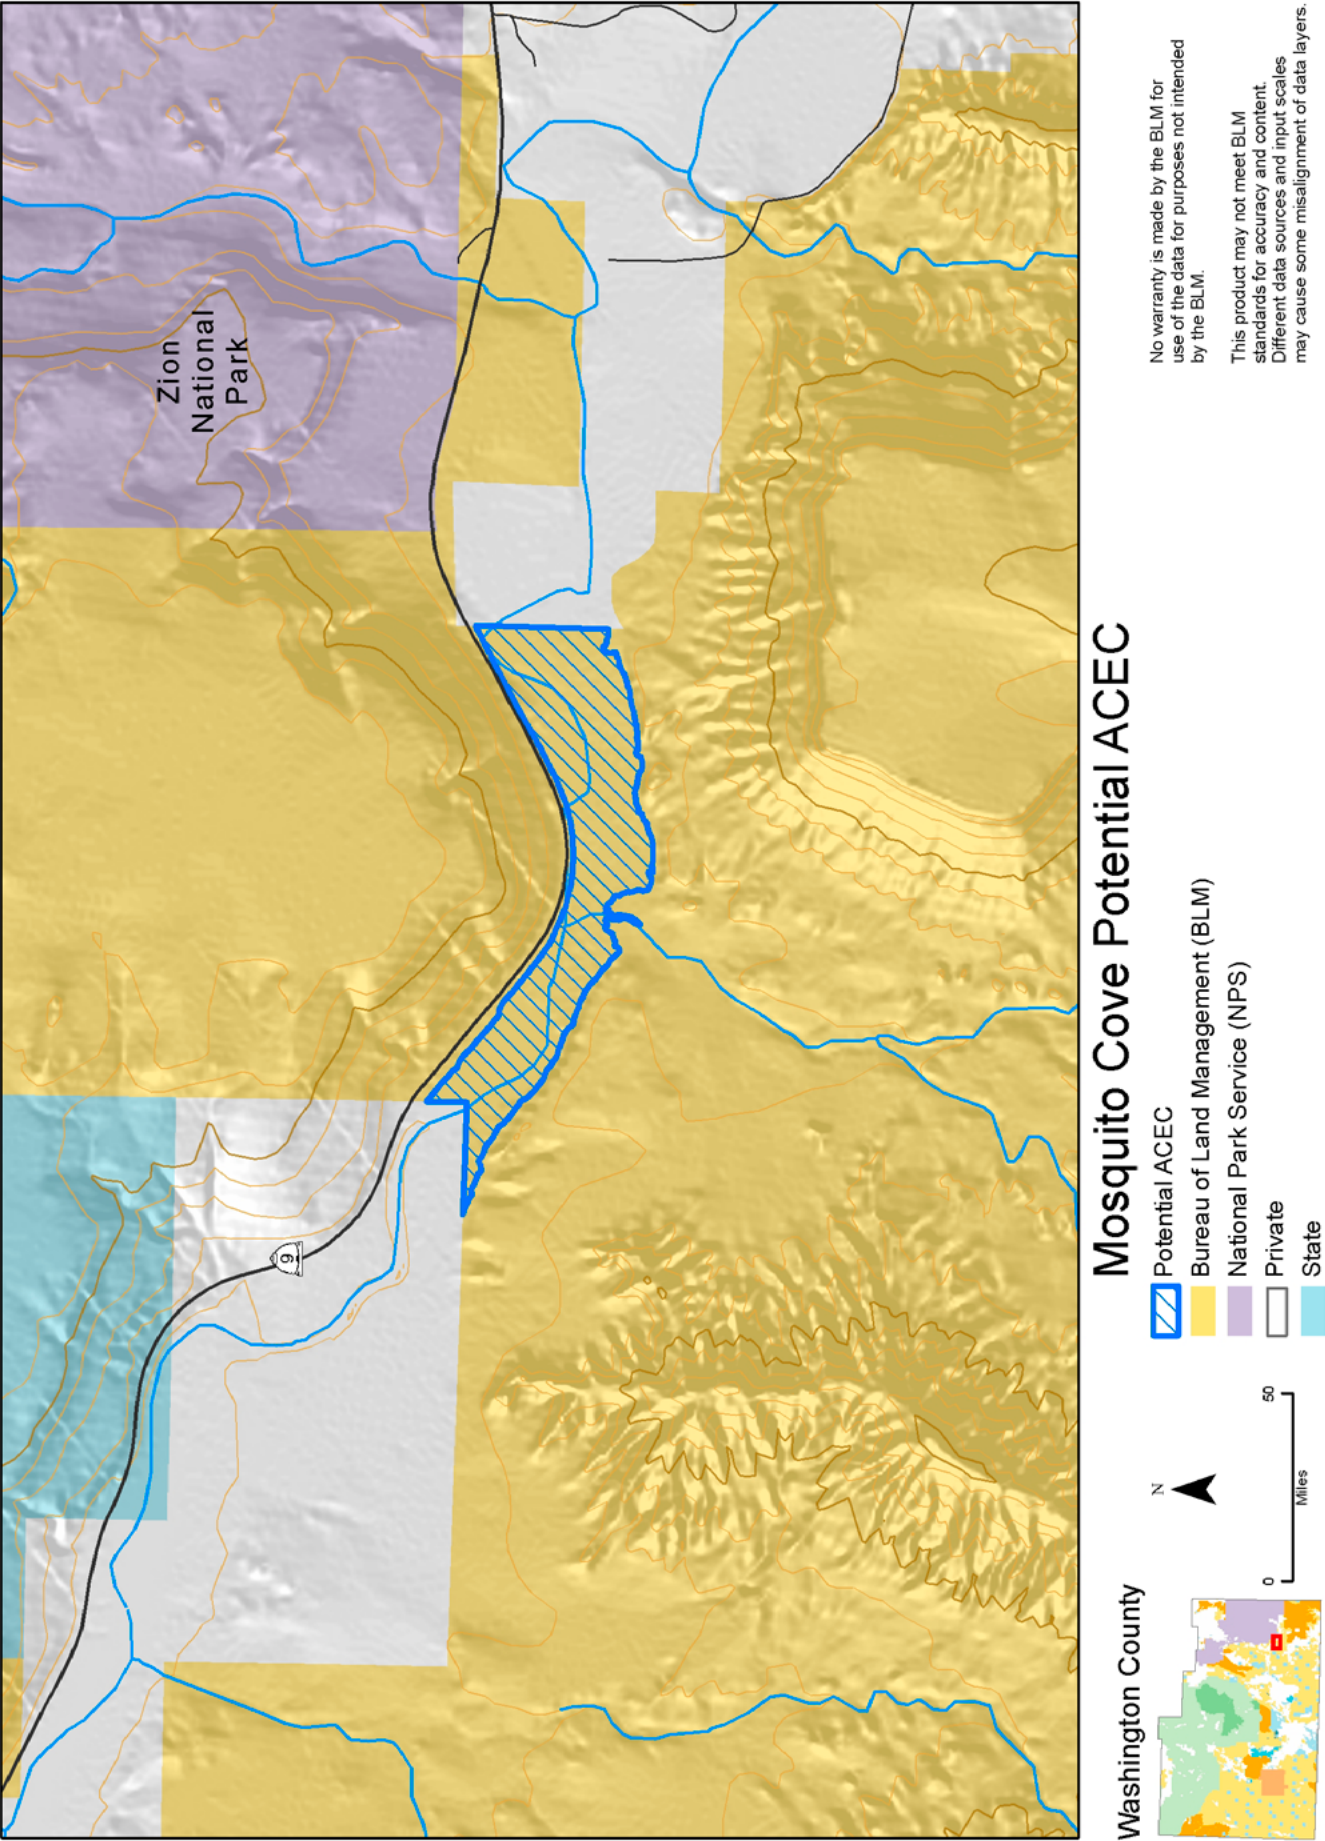 Zion
National
Park
9
Mosquito Cove Potential ACEC
Washington County
N
0
50
Miles
Potential ACEC
Bureau of Land Management (BLM)
National Park Service (NPS)
Private
State
No warranty is made by the BLM for
use of the data for purposes not intended
by the BLM.
This product may not meet BLM
standards for accuracy and content.
Different data sources and input scales
may cause some misalignment of data layers.